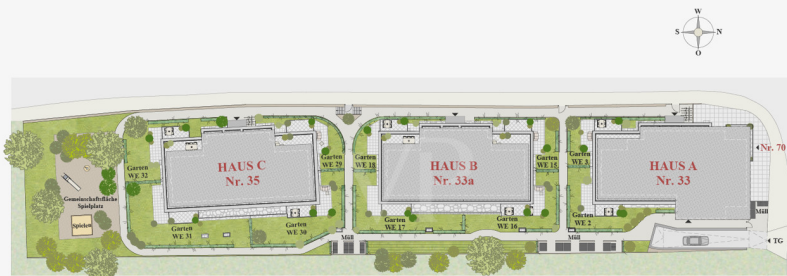 W
S
N
O
HAUS C
Nr. 35
HAUS B
Nr. 33a
HAUS A
Nr. 33
Nr. 70
Garten
WE 32
Garten
WE 29
Garten
WE 18
Garten
WE 15
Garten
WE 3
Gemeinschaftsfläche
Spielplatz
Spielen
Garten
WE 31
Garten
WE 30
Garten
WE 17
Garten
WE 16
Garten
WE 2
Müll
Müll
Müll
TG